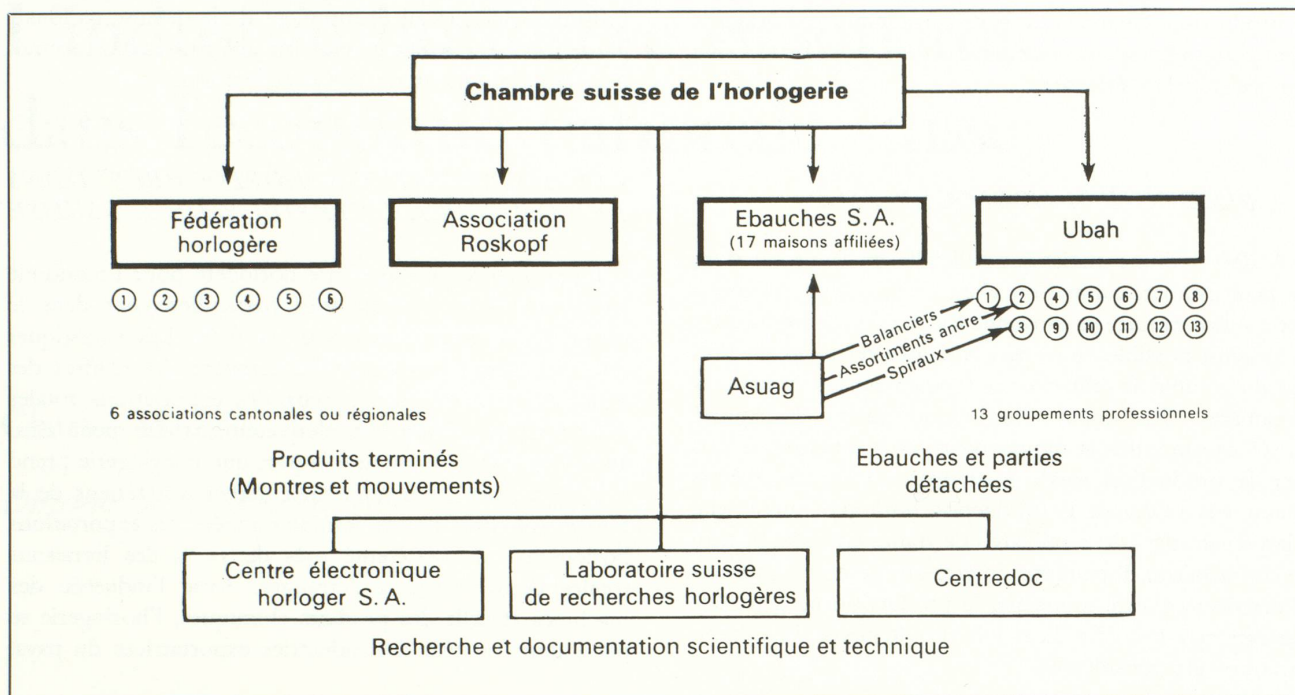 Chambre suisse de l'horlogerie
Fédération
horlogère
Association
Roskopf
Ebauches S.A.
(17 maisons affiliées)
Ubah
1 2 3 4 5 6
1 2 4 5 6 7 8
3 9 10 11 12 13
Balanciers
Assortiments ancre
Spiraux
Asuag
6 associations cantonales ou régionales
13 groupements professionnels
Produits terminés
(Montres et mouvements)
Ebauches et parties
détachées
Centre électronique
horloger S.A.
Laboratoire suisse
de recherches horlogères
Centredoc
Recherche et documentation scientifique et technique